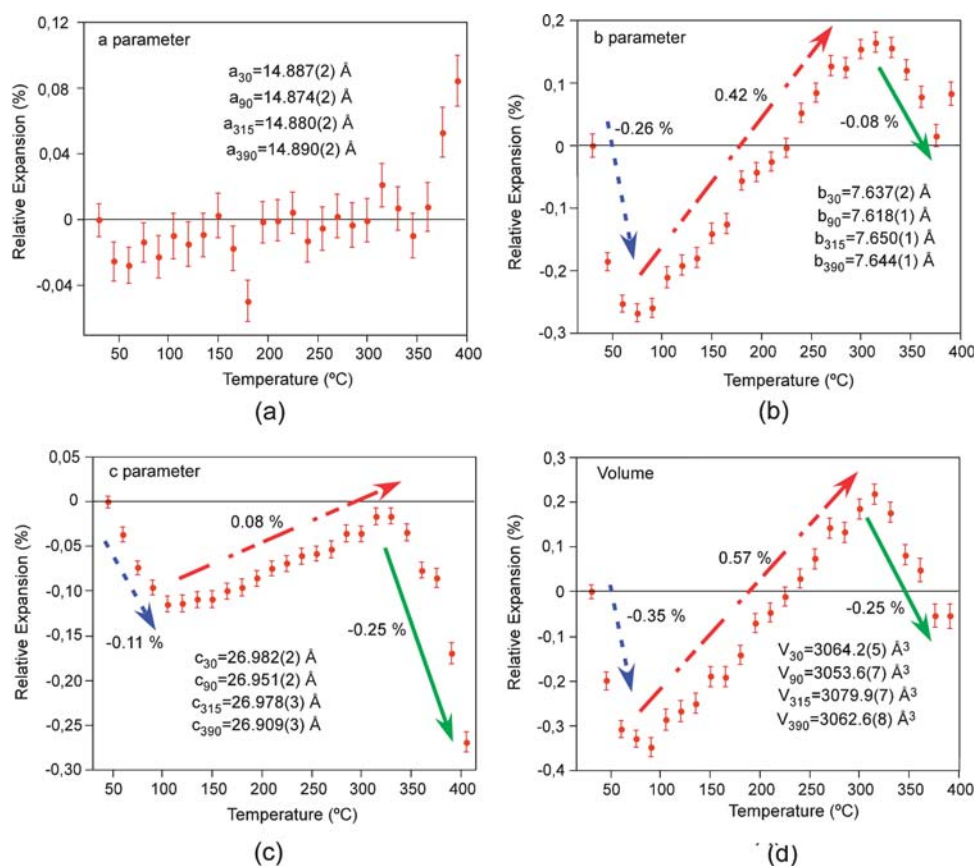 0,12
0,08
0,04
0
-0,04
Relative Expansion (%)
a parameter
a30=14.887(2) Å
a90=14.874(2) Å
a315=14.880(2) Å
a390=14.890(2) Å
50 100 150 200 250 300 350 400
Temperature (ºC)
(a)
0,2
0,1
0
-0,1
-0,2
-0,3
Relative Expansion (%)
b parameter
-0.26 %
0.42 %
-0.08 %
b30=7.637(2) Å
b90=7.618(1) Å
b315=7.650(1) Å
b390=7.644(1) Å
50 100 150 200 250 300 350 400
Temperature (ºC)
(b)
0,05
0
-0,05
-0,10
-0,15
-0,20
-0,25
-0,30
Relative Expansion (%)
c parameter
0.08 %
-0.11 %
-0.25 %
c30=26.982(2) Å
c90=26.951(2) Å
c315=26.978(3) Å
c390=26.909(3) Å
50 100 150 200 250 300 350 400
Temperature (ºC)
(c)
0,3
0,2
0,1
0
-0,1
-0,2
-0,3
-0,4
Relative Expansion (%)
Volume
0.57 %
-0.35 %
-0.25 %
V30=3064.2(5) Å³
V90=3053.6(7) Å³
V315=3079.9(7) Å³
V390=3062.6(8) Å³
50 100 150 200 250 300 350 400
Temperature (ºC)
(d)